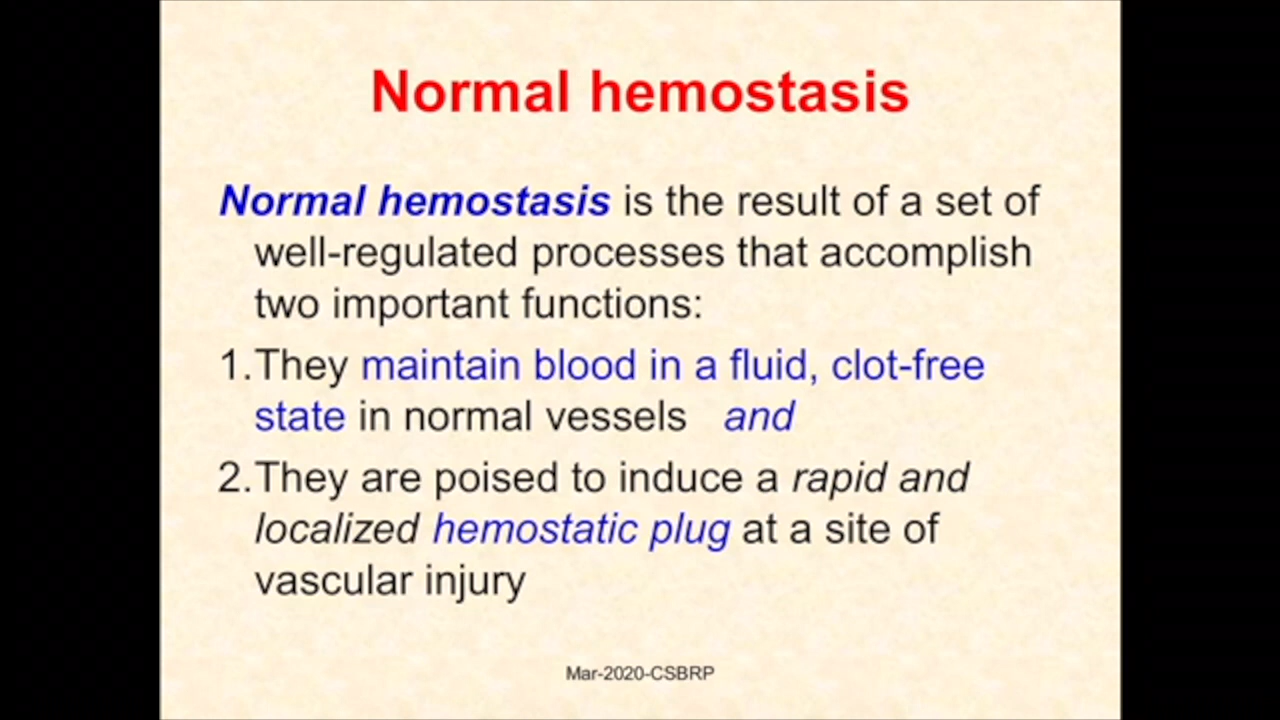 Normal hemostasis
Normal hemostasis is the result of a set of
well-regulated processes that accomplish
two important functions:
1.They maintain blood in a fluid, clot-free
state in normal vessels and
2.They are poised to induce a rapid and
localized hemostatic plug at a site of
vascular injury
Mar-2020-CSBRP